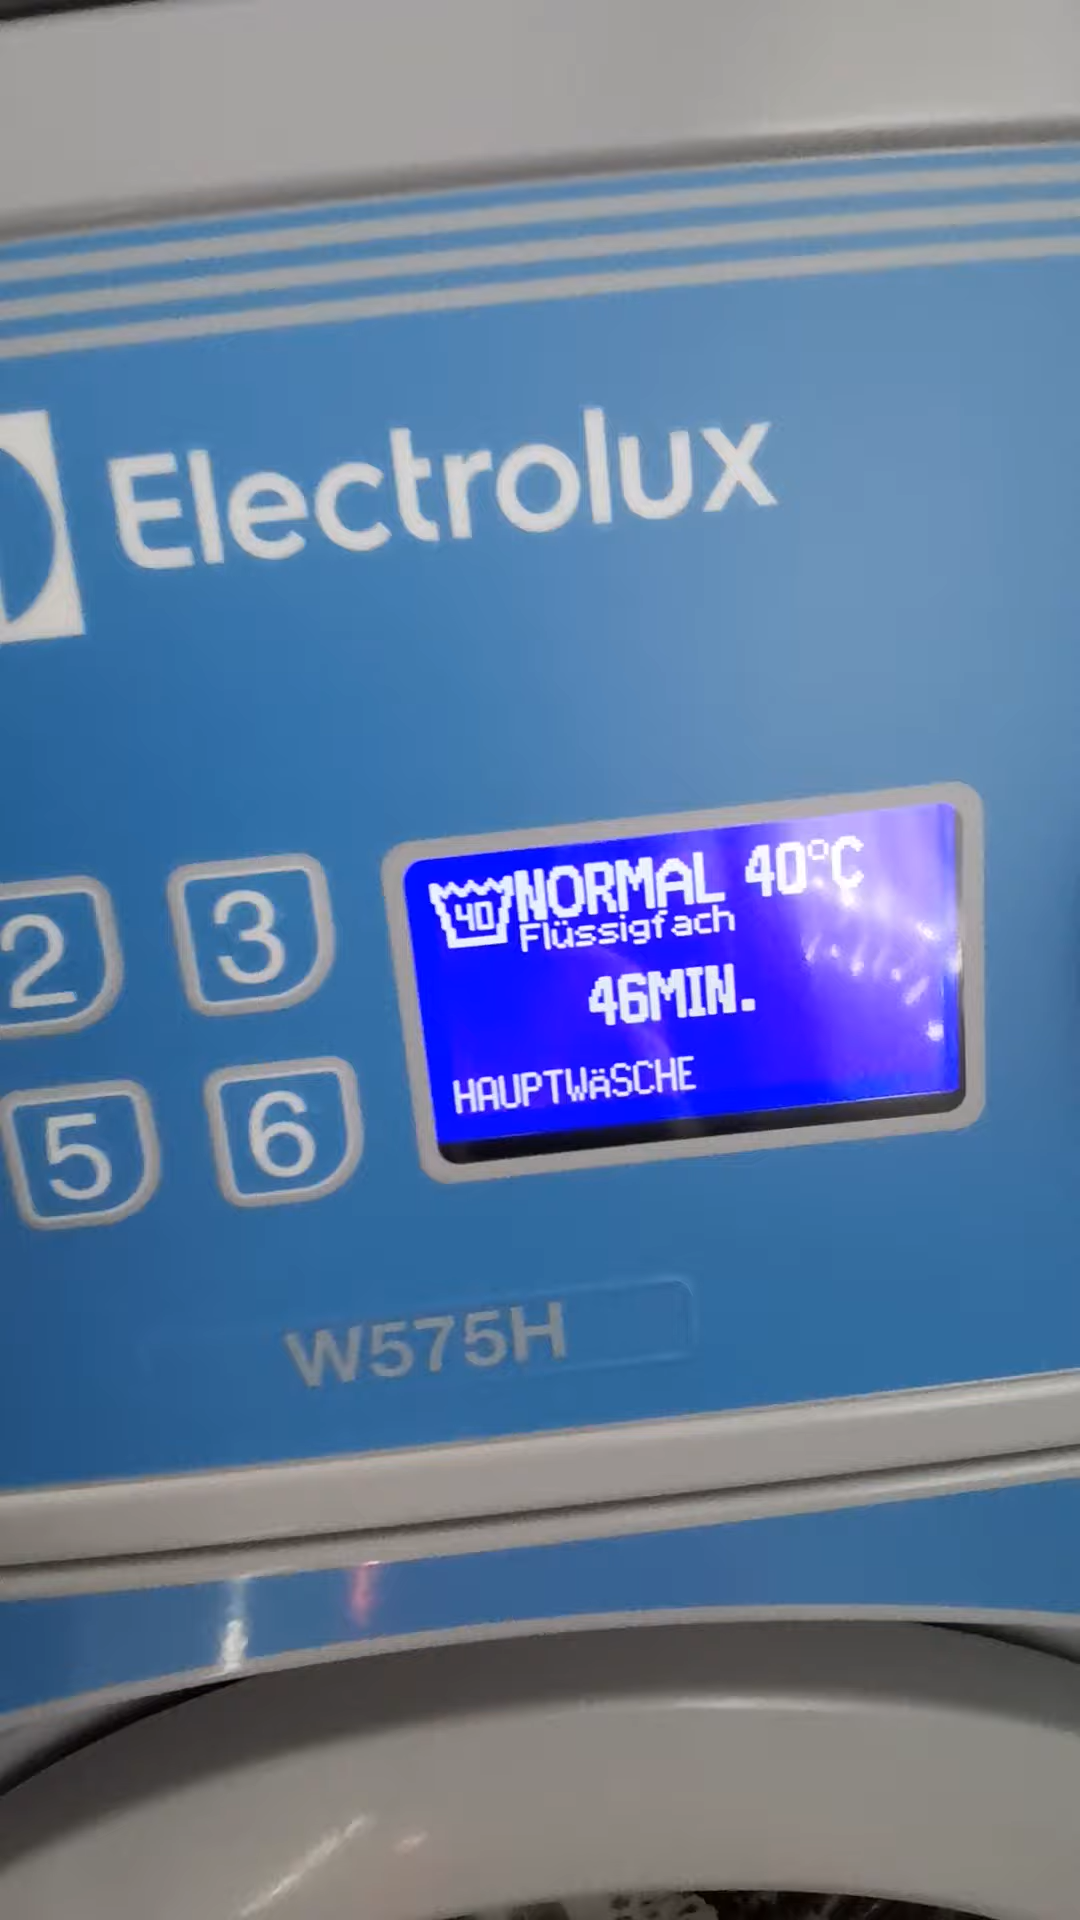 Electrolux
2 3
40 NORMAL 40°C
Flüssigfach
46MIN.
HAUPTWäSCHE
5 6
W575H